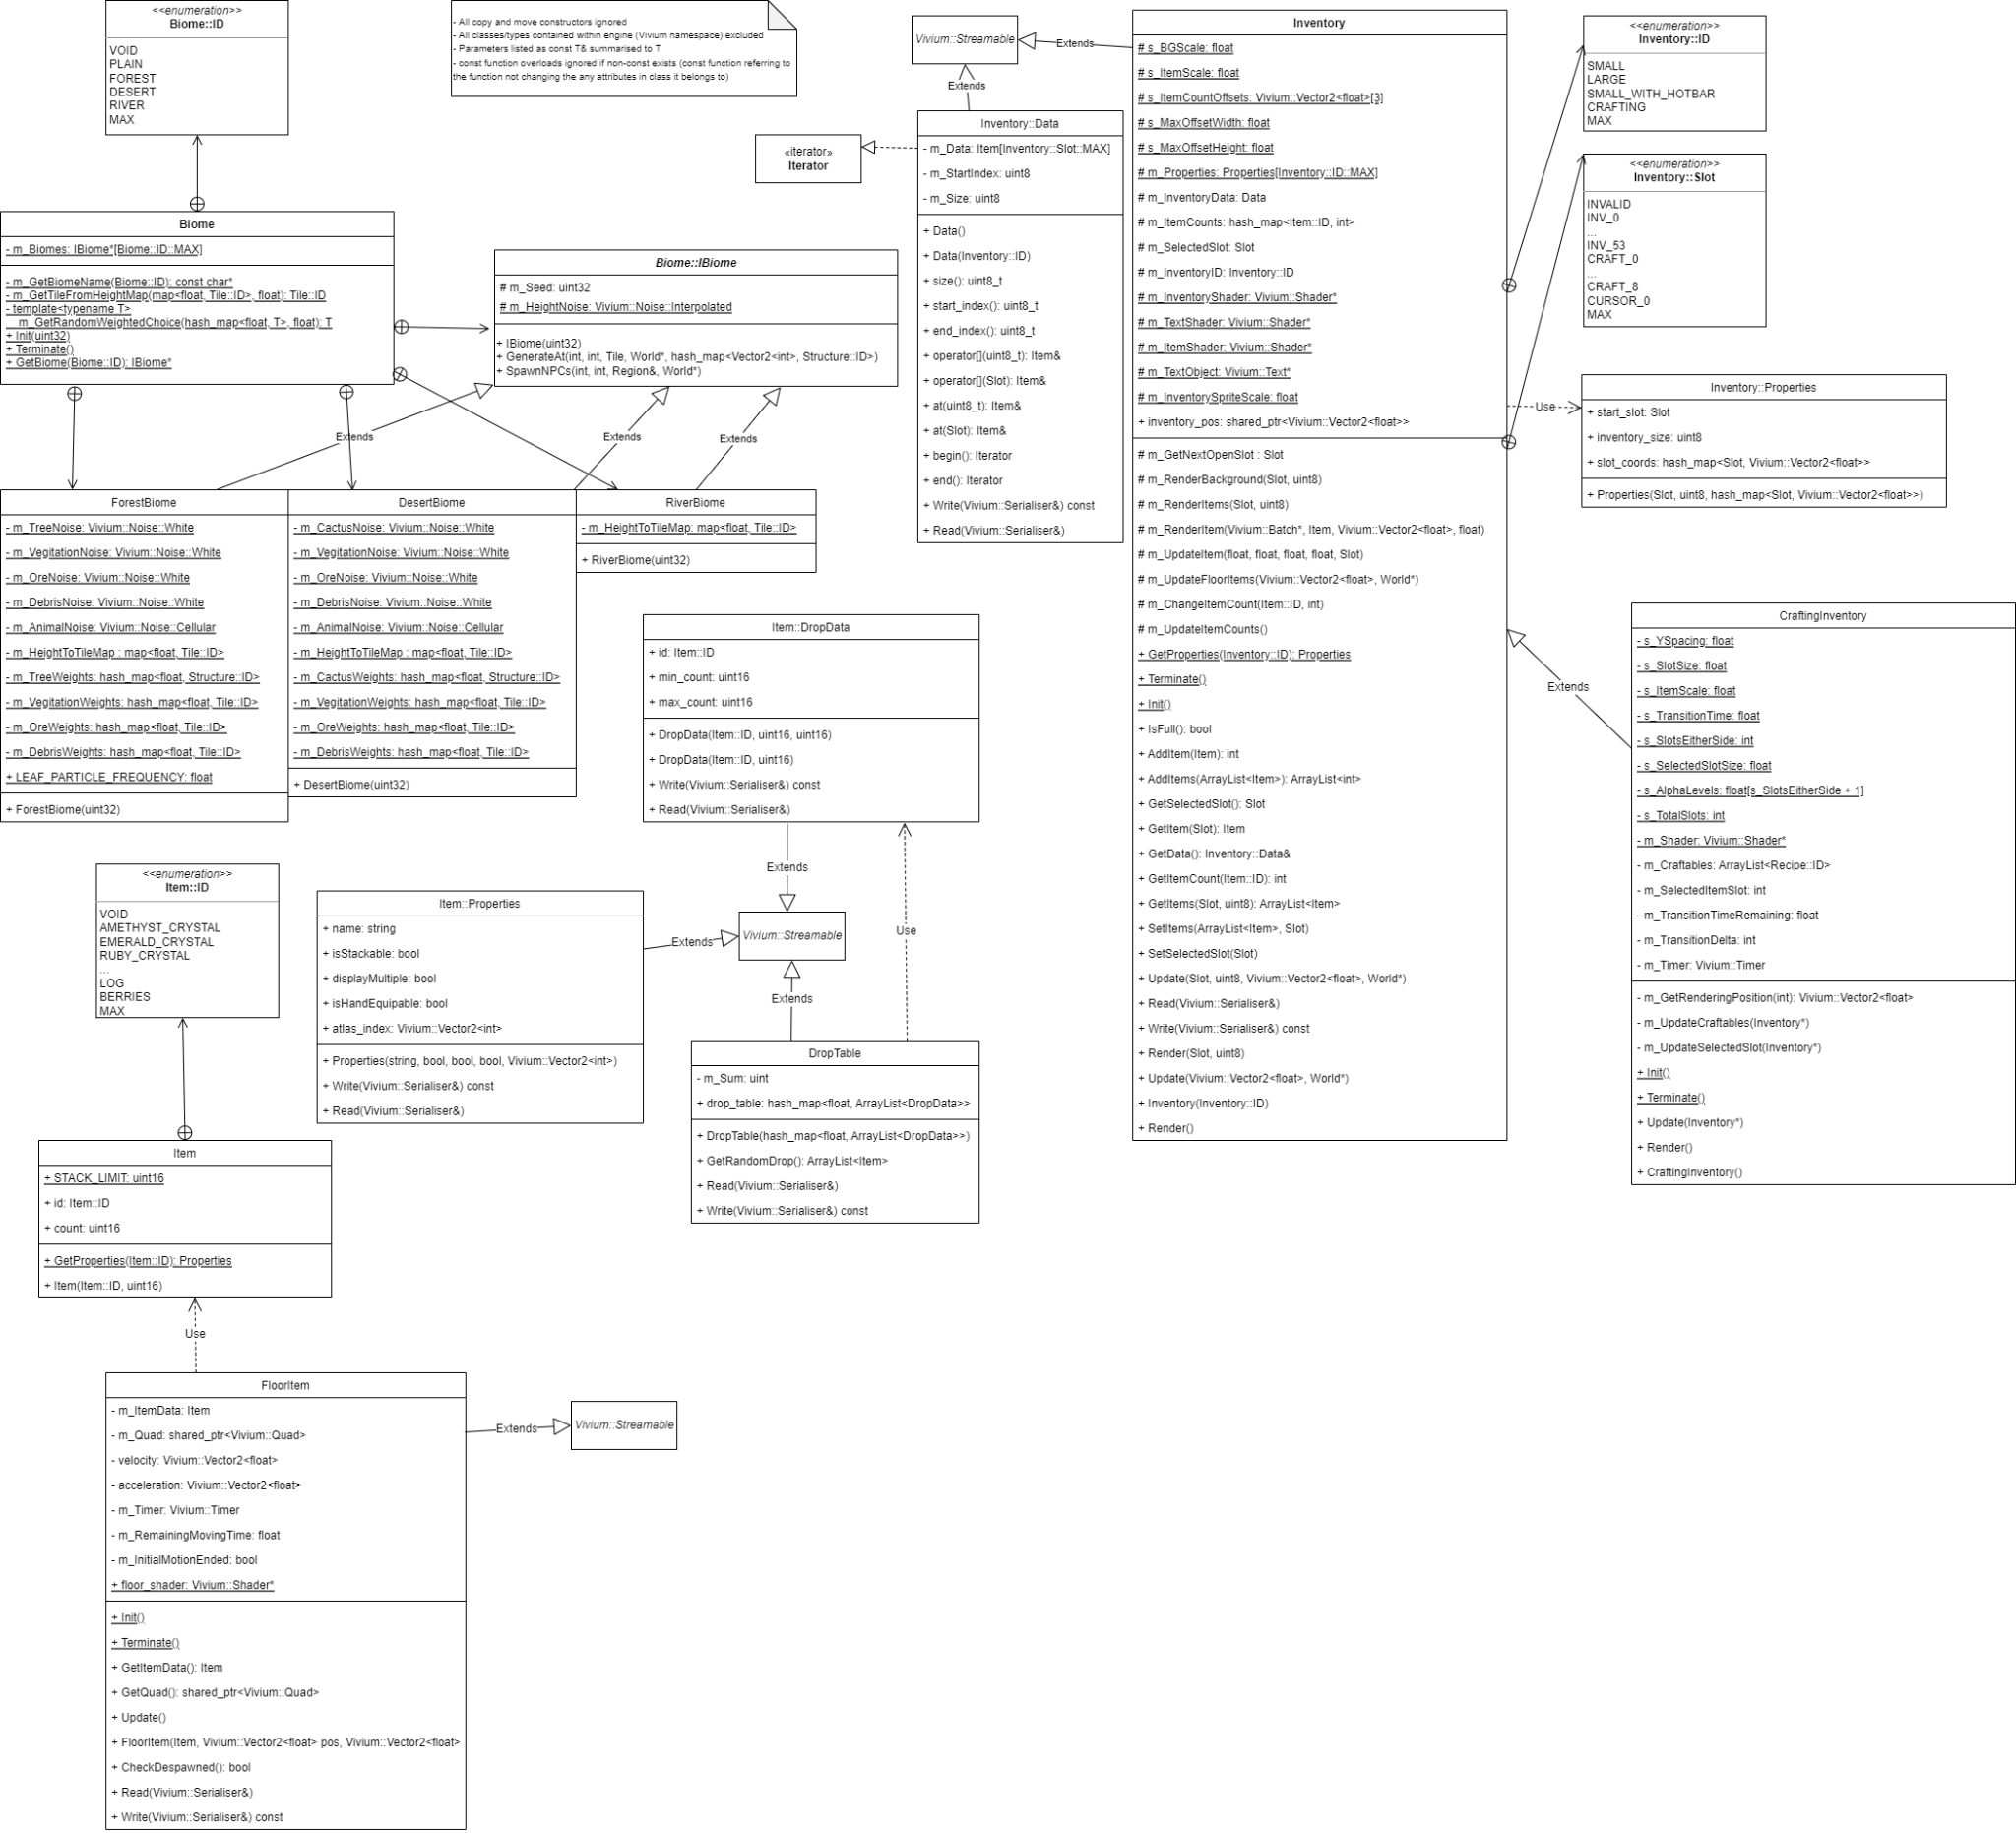 <<enumeration>>
Biome::ID
VOID
PLAIN
FOREST
DESERT
RIVER
MAX
- All copy and move constructors ignored
- All classes/types contained within engine (Vivium namespace) excluded
- Parameters listed as const T& summarised to T
- const function overloads ignored if non-const exists (const function referring to
the function not changing the any attributes in class it belongs to)
Biome
- m_Biomes: IBiome*[Biome::ID::MAX]
- m_GetBiomeName(Biome::ID): const char*
- m_GetTileFromHeightMap(map<float, Tile::ID>, float): Tile::ID
- template<typename T>
m_GetRandomWeightedChoice(hash_map<float, T>, float): T
+ Init(uint32)
+ Terminate()
+ GetBiome(Biome::ID): IBiome*
Biome::IBiome
# m_Seed: uint32
# m_HeightNoise: Vivium::Noise::Interpolated
+ IBiome(uint32)
+ GenerateAt(int, int, Tile, World*, hash_map<Vector2<int>, Structure::ID>)
+ SpawnNPCs(int, int, Region&, World*)
Extends
Extends
Extends
ForestBiome
- m_TreeNoise: Vivium::Noise::White
- m_VegitationNoise: Vivium::Noise::White
- m_OreNoise: Vivium::Noise::White
- m_DebrisNoise: Vivium::Noise::White
- m_AnimalNoise: Vivium::Noise::Cellular
- m_HeightToTileMap : map<float, Tile::ID>
- m_TreeWeights: hash_map<float, Structure::ID>
- m_VegitationWeights: hash_map<float, Tile::ID>
- m_OreWeights: hash_map<float, Tile::ID>
- m_DebrisWeights: hash_map<float, Tile::ID>
+ LEAF_PARTICLE_FREQUENCY: float
+ ForestBiome(uint32)
DesertBiome
- m_CactusNoise: Vivium::Noise::White
- m_VegitationNoise: Vivium::Noise::White
- m_OreNoise: Vivium::Noise::White
- m_DebrisNoise: Vivium::Noise::White
- m_AnimalNoise: Vivium::Noise::Cellular
- m_HeightToTileMap : map<float, Tile::ID>
- m_CactusWeights: hash_map<float, Structure::ID>
- m_VegitationWeights: hash_map<float, Tile::ID>
- m_OreWeights: hash_map<float, Tile::ID>
- m_DebrisWeights: hash_map<float, Tile::ID>
+ DesertBiome(uint32)
RiverBiome
- m_HeightToTileMap: map<float, Tile::ID>
+ RiverBiome(uint32)
Vivium::Streamable
Extends
Extends
«iterator»
Iterator
Inventory::Data
- m_Data: Item[Inventory::Slot::MAX]
- m_StartIndex: uint8
- m_Size: uint8
+ Data()
+ Data(Inventory::ID)
+ size(): uint8_t
+ start_index(): uint8_t
+ end_index(): uint8_t
+ operator[](uint8_t): Item&
+ operator[](Slot): Item&
+ at(uint8_t): Item&
+ at(Slot): Item&
+ begin(): Iterator
+ end(): Iterator
+ Write(Vivium::Serialiser&) const
+ Read(Vivium::Serialiser&)
Inventory
# s_BGScale: float
# s_ItemScale: float
# s_ItemCountOffsets: Vivium::Vector2<float>[3]
# s_MaxOffsetWidth: float
# s_MaxOffsetHeight: float
# m_Properties: Properties[Inventory::ID::MAX]
# m_InventoryData: Data
# m_ItemCounts: hash_map<Item::ID, int>
# m_SelectedSlot: Slot
# m_InventoryID: Inventory::ID
# m_InventoryShader: Vivium::Shader*
# m_TextShader: Vivium::Shader*
# m_ItemShader: Vivium::Shader*
# m_TextObject: Vivium::Text*
# m_InventorySpriteScale: float
+ inventory_pos: shared_ptr<Vivium::Vector2<float>>
# m_GetNextOpenSlot : Slot
# m_RenderBackground(Slot, uint8)
# m_RenderItems(Slot, uint8)
# m_RenderItem(Vivium::Batch*, Item, Vivium::Vector2<float>, float)
# m_UpdateItem(float, float, float, float, Slot)
# m_UpdateFloorItems(Vivium::Vector2<float>, World*)
# m_ChangeItemCount(Item::ID, int)
# m_UpdateItemCounts()
+ GetProperties(Inventory::ID): Properties
+ Terminate()
+ Init()
+ IsFull(): bool
+ AddItem(Item): int
+ AddItems(ArrayList<Item>): ArrayList<int>
+ GetSelectedSlot(): Slot
+ GetItem(Slot): Item
+ GetData(): Inventory::Data&
+ GetItemCount(Item::ID): int
+ GetItems(Slot, uint8): ArrayList<Item>
+ SetItems(ArrayList<Item>, Slot)
+ SetSelectedSlot(Slot)
+ Update(Slot, uint8, Vivium::Vector2<float>, World*)
+ Read(Vivium::Serialiser&)
+ Write(Vivium::Serialiser&) const
+ Render(Slot, uint8)
+ Update(Vivium::Vector2<float>, World*)
+ Inventory(Inventory::ID)
+ Render()
<<enumeration>>
Inventory::ID
SMALL
LARGE
SMALL_WITH_HOTBAR
CRAFTING
MAX
<<enumeration>>
Inventory::Slot
INVALID
INV_0
...
INV_53
CRAFT_0
...
CRAFT_8
CURSOR_0
MAX
Use
Inventory::Properties
+ start_slot: Slot
+ inventory_size: uint8
+ slot_coords: hash_map<Slot, Vivium::Vector2<float>>
+ Properties(Slot, uint8, hash_map<Slot, Vivium::Vector2<float>>)
Extends
CraftingInventory
- s_YSpacing: float
- s_SlotSize: float
- s_ItemScale: float
- s_TransitionTime: float
- s_SlotsEitherSide: int
- s_SelectedSlotSize: float
- s_AlphaLevels: float[s_SlotsEitherSide + 1]
- s_TotalSlots: int
- m_Shader: Vivium::Shader*
- m_Craftables: ArrayList<Recipe::ID>
- m_SelectedItemSlot: int
- m_TransitionTimeRemaining: float
- m_TransitionDelta: int
- m_Timer: Vivium::Timer
- m_GetRenderingPosition(int): Vivium::Vector2<float>
- m_UpdateCraftables(Inventory*)
- m_UpdateSelectedSlot(Inventory*)
+ Init()
+ Terminate()
+ Update(Inventory*)
+ Render()
+ CraftingInventory()
Item::DropData
+ id: Item::ID
+ min_count: uint16
+ max_count: uint16
+ DropData(Item::ID, uint16, uint16)
+ DropData(Item::ID, uint16)
+ Write(Vivium::Serialiser&) const
+ Read(Vivium::Serialiser&)
Extends
Use
<<enumeration>>
Item::ID
VOID
AMETHYST_CRYSTAL
EMERALD_CRYSTAL
RUBY_CRYSTAL
...
LOG
BERRIES
MAX
Item::Properties
+ name: string
+ isStackable: bool
+ displayMultiple: bool
+ isHandEquipable: bool
+ atlas_index: Vivium::Vector2<int>
+ Properties(string, bool, bool, bool, Vivium::Vector2<int>)
+ Write(Vivium::Serialiser&) const
+ Read(Vivium::Serialiser&)
Extends
Vivium::Streamable
Extends
DropTable
- m_Sum: uint
+ drop_table: hash_map<float, ArrayList<DropData>>
+ DropTable(hash_map<float, ArrayList<DropData>>)
+ GetRandomDrop(): ArrayList<Item>
+ Read(Vivium::Serialiser&)
+ Write(Vivium::Serialiser&) const
Item
+ STACK_LIMIT: uint16
+ id: Item::ID
+ count: uint16
+ GetProperties(Item::ID): Properties
+ Item(Item::ID, uint16)
Use
FloorItem
- m_ItemData: Item
- m_Quad: shared_ptr<Vivium::Quad>
- velocity: Vivium::Vector2<float>
- acceleration: Vivium::Vector2<float>
- m_Timer: Vivium::Timer
- m_RemainingMovingTime: float
- m_InitialMotionEnded: bool
+ floor_shader: Vivium::Shader*
+ Init()
+ Terminate()
+ GetItemData(): Item
+ GetQuad(): shared_ptr<Vivium::Quad>
+ Update()
+ FloorItem(Item, Vivium::Vector2<float> pos, Vivium::Vector2<float>
+ CheckDespawned(): bool
+ Read(Vivium::Serialiser&)
+ Write(Vivium::Serialiser&) const
Extends
Vivium::Streamable